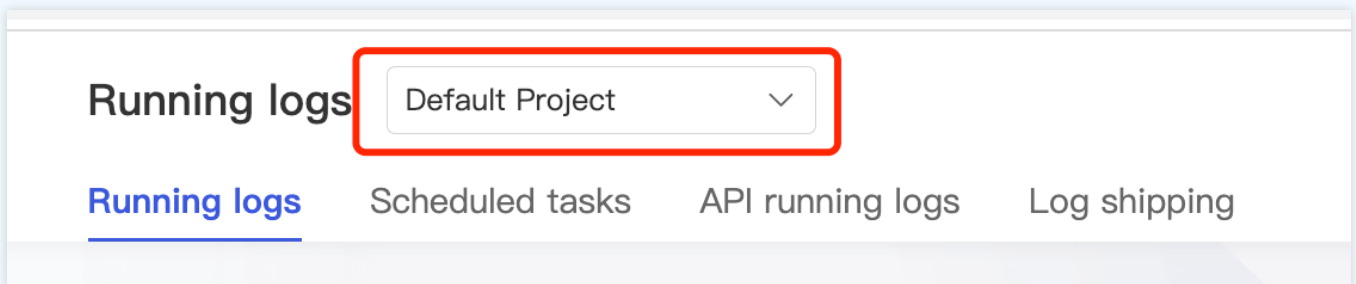 Running logs Default Project
Running logs Scheduled tasks API running logs Log shipping